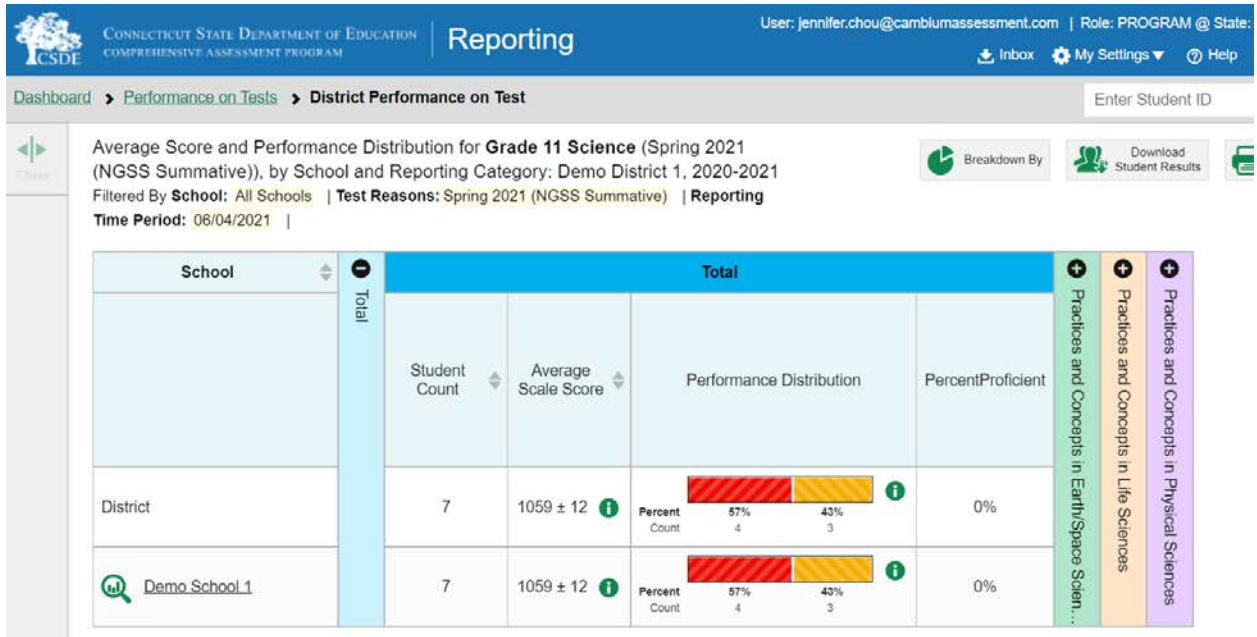 User: jennifer.chou@cambiumassessment.com | Role: PROGRAM @ State:
CONNECTICUT STATE DEPARTMENT OF EDUCATION
COMPREHENSIVE ASSESSMENT PROGRAM
CSDE
Reporting
Inbox My Settings Help
Dashboard Performance on Tests District Performance on Test
Enter Student ID
Filters
Average Score and Performance Distribution for Grade 11 Science (Spring 2021
(NGSS Summative)), by School and Reporting Category: Demo District 1, 2020-2021
Filtered By School: All Schools | Test Reasons: Spring 2021 (NGSS Summative) | Reporting
Time Period: 06/04/2021 |
Breakdown By
Download
Student Results
School
Total
Total
Student
Count
Average
Scale Score
Performance Distribution
PercentProficient
Practices and Concepts in Earth/Space Scien...
Practices and Concepts in Life Sciences
Practices and Concepts in Physical Sciences
District 7 1059 ± 12 0%
Percent 57% 43%
Count 4 3
Demo School 1 7 1059 ± 12 0%
Percent 57% 43%
Count 4 3